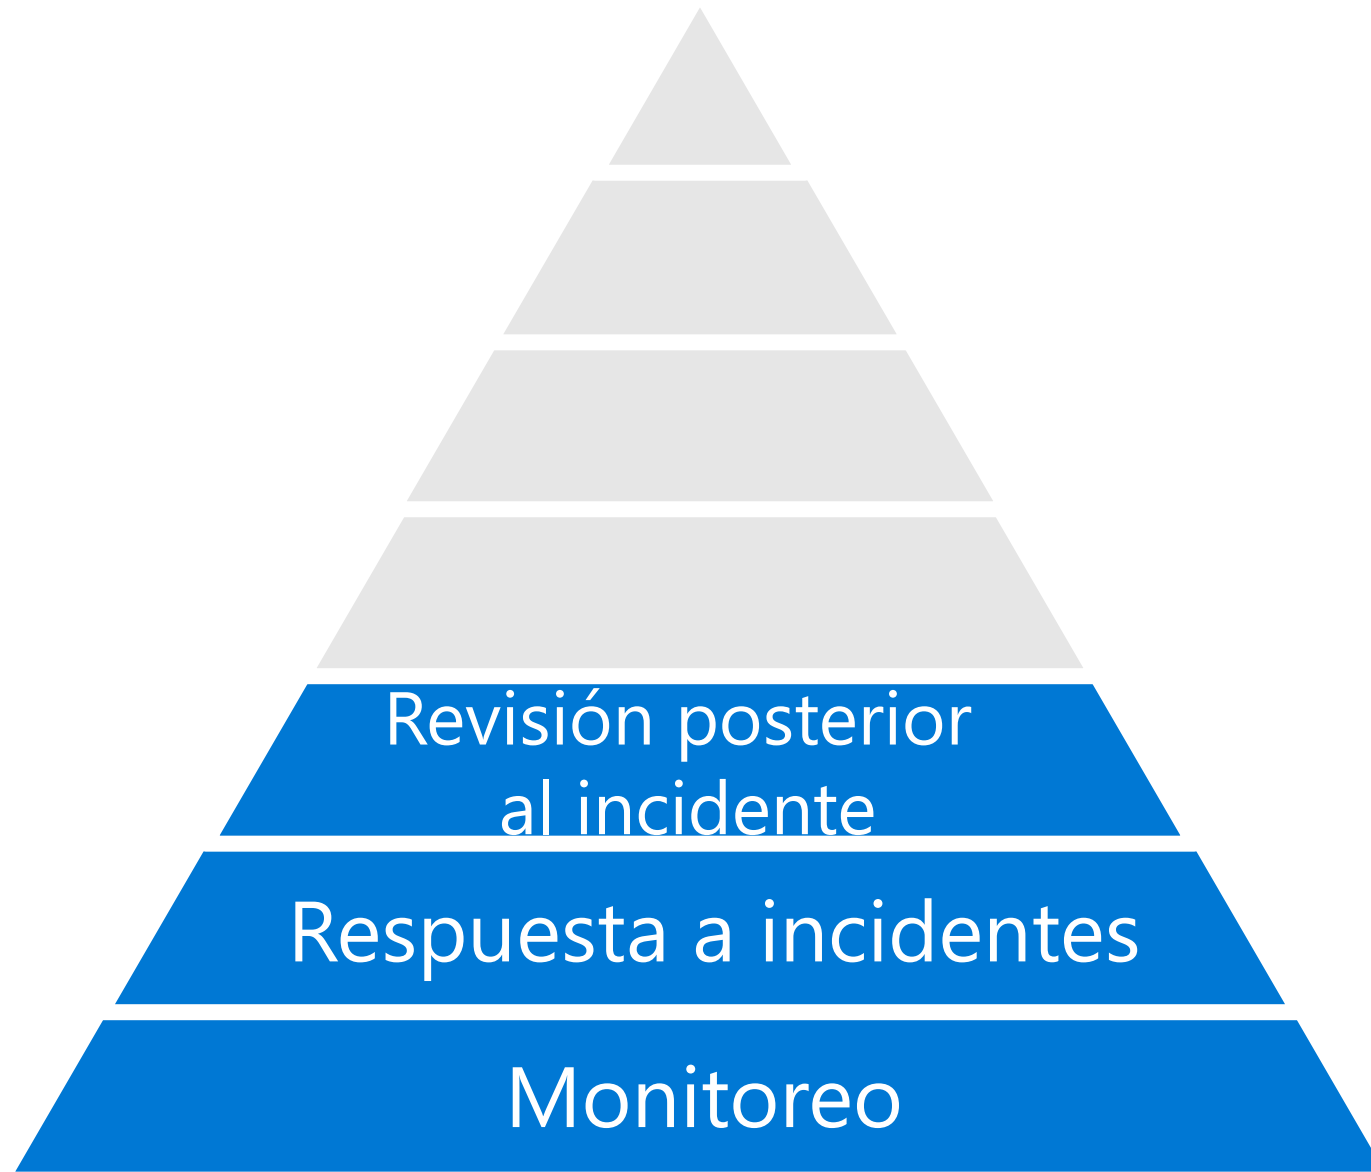 Revisión posterior
al incidente
Respuesta a incidentes
Monitoreo